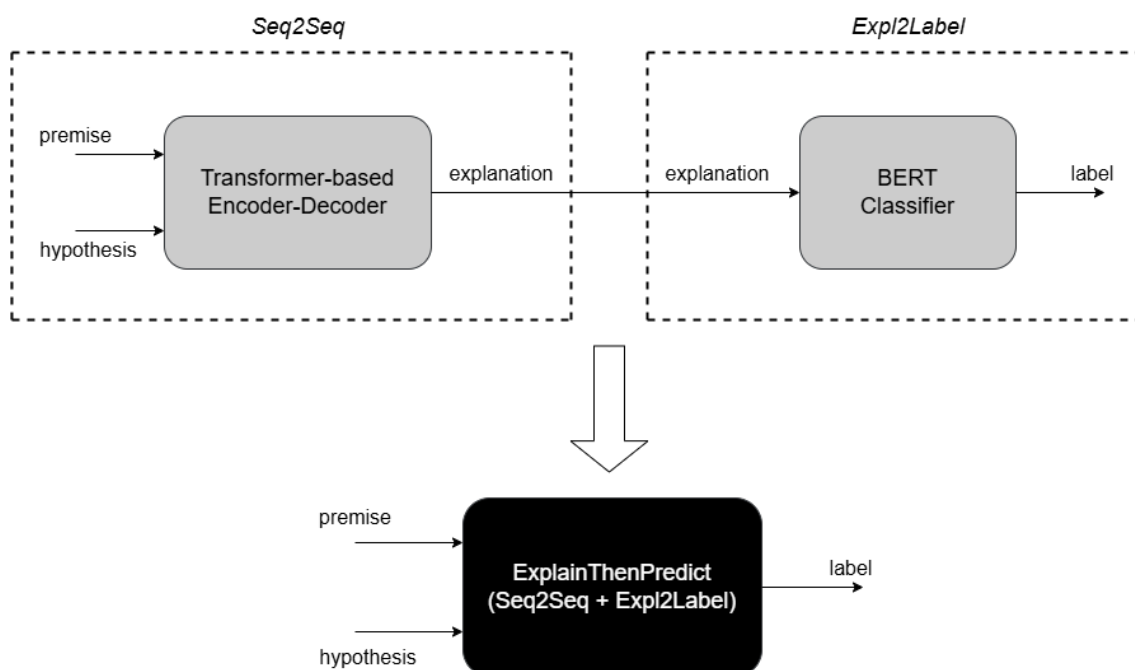 Seq2Seq
Expl2Label
premise
hypothesis
Transformer-based
Encoder-Decoder
explanation
explanation
BERT
Classifier
label
premise
hypothesis
ExplainThenPredict
(Seq2Seq + Expl2Label)
label